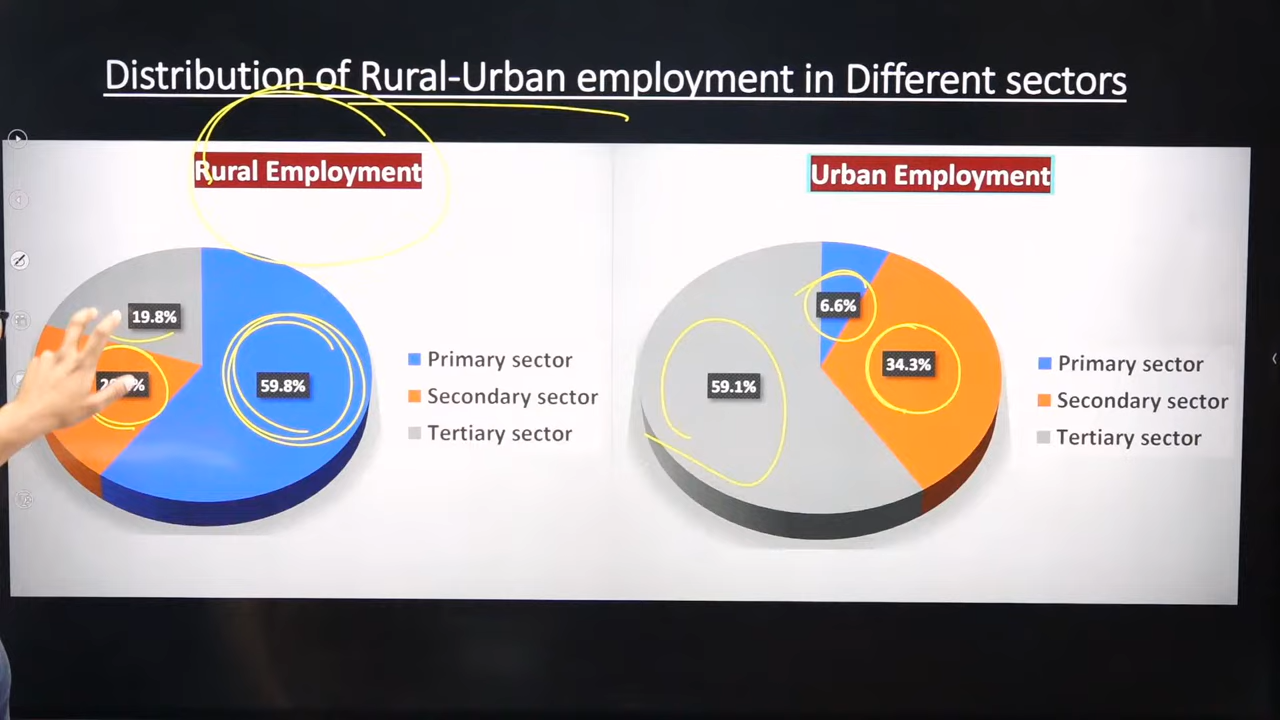 Distribution of Rural-Urban employment in Different sectors
Rural Employment
19.8%
59.8%
Primary sector
Secondary sector
Tertiary sector
Urban Employment
6.6%
34.3%
59.1%
Primary sector
Secondary sector
Tertiary sector